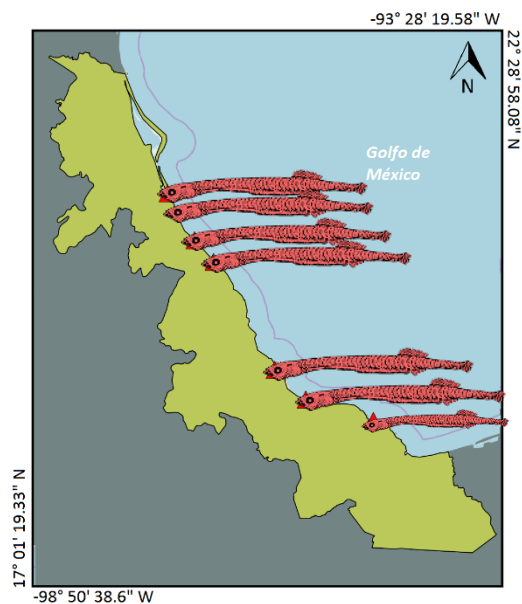 -93° 28' 19.58" W
22° 28' 58.08" N
N
Golfo de
México
17° 01' 19.33" N
-98° 50' 38.6" W